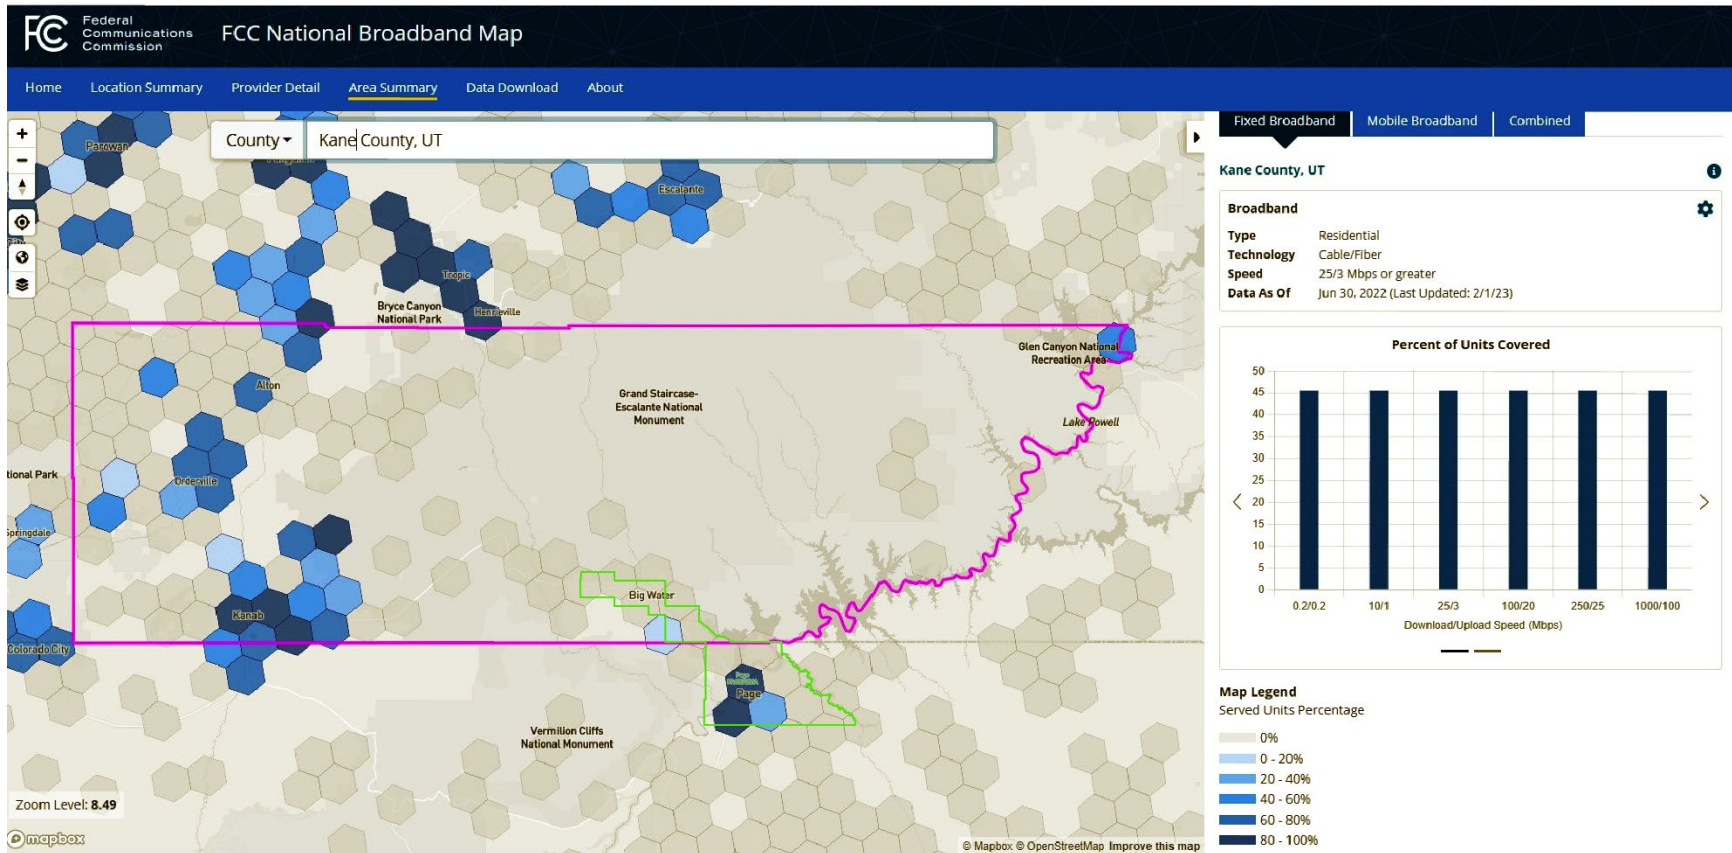 FCC
Federal
Communications
Commission
FCC National Broadband Map
Home
Location Summary
Provider Detail
Area Summary
Data Download
About
County
Kane County, UT
Parowan
Escalante
Tropic
Bryce Canyon
National Park
Henrieville
Glen Canyon National
Recreation Area
Alton
Grand Staircase-
Escalante National
Monument
Lake Powell
tional Park
Orderville
Springdale
Big Water
Kanab
Colorado City
Page
Vermilion Cliffs
National Monument
Zoom Level: 8.49
mapbox
© Mapbox © OpenStreetMap Improve this map
Fixed Broadband
Mobile Broadband
Combined
Kane County, UT
Broadband
Type Residential
Technology Cable/Fiber
Speed 25/3 Mbps or greater
Data As Of Jun 30, 2022 (Last Updated: 2/1/23)
Percent of Units Covered
50
45
40
35
30
25
20
15
10
5
0
0.2/0.2 10/1 25/3 100/20 250/25 1000/100
Download/Upload Speed (Mbps)
Map Legend
Served Units Percentage
0%
0 - 20%
20 - 40%
40 - 60%
60 - 80%
80 - 100%